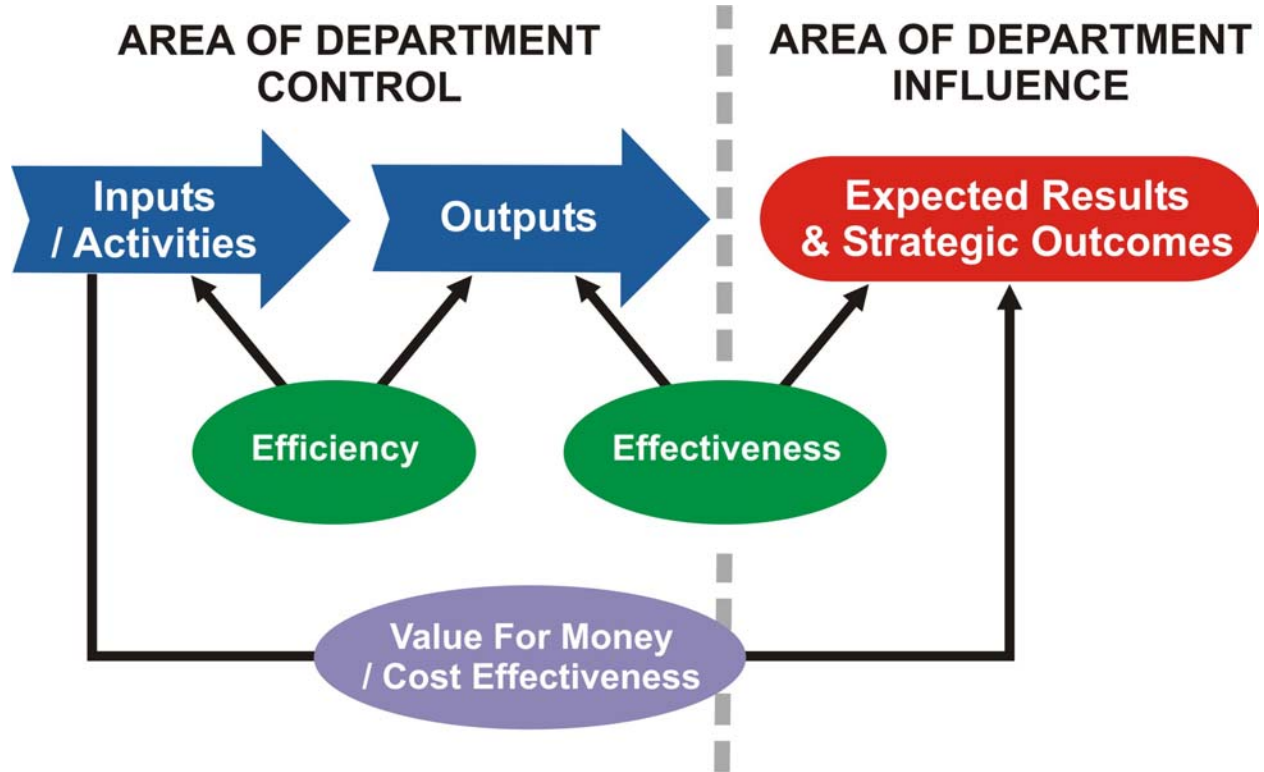 AREA OF DEPARTMENT
CONTROL
AREA OF DEPARTMENT
INFLUENCE
Inputs
/ Activities
Outputs
Expected Results
& Strategic Outcomes
Efficiency
Effectiveness
Value For Money
/ Cost Effectiveness